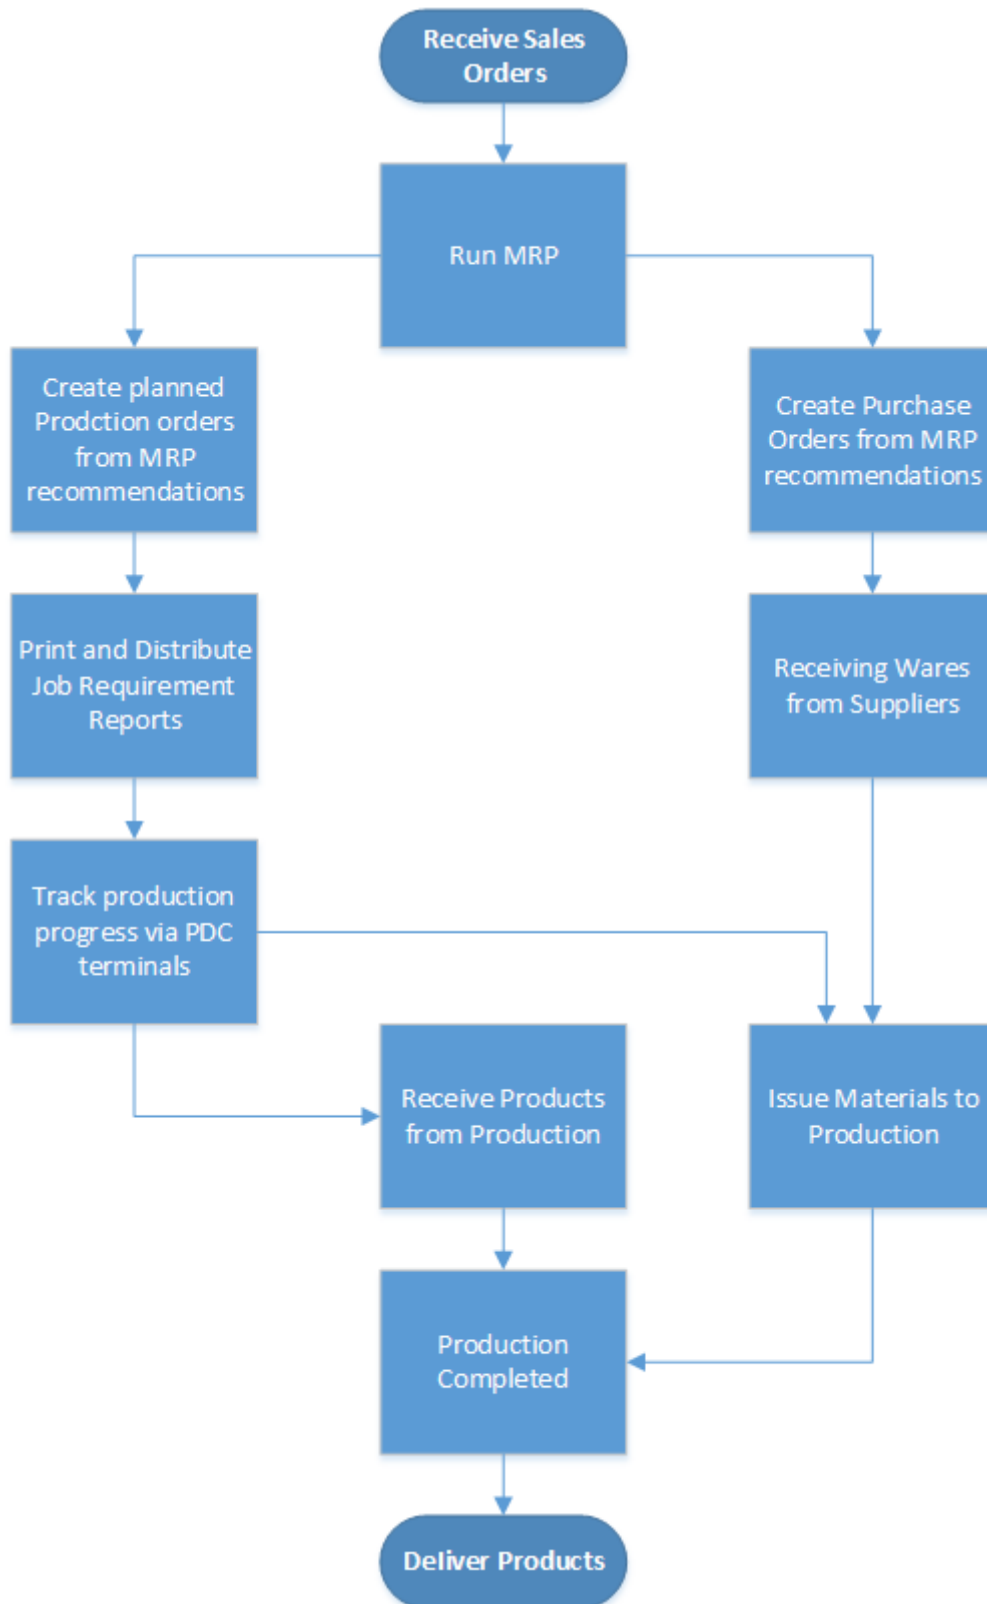 Receive Sales
Orders
Run MRP
Create planned
Prodction orders
from MRP
recommendations
Create Purchase
Orders from MRP
recommendations
Print and Distribute
Job Requirement
Reports
Receiving Wares
from Suppliers
Track production
progress via PDC
terminals
Receive Products
from Production
Issue Materials to
Production
Production
Completed
Deliver Products